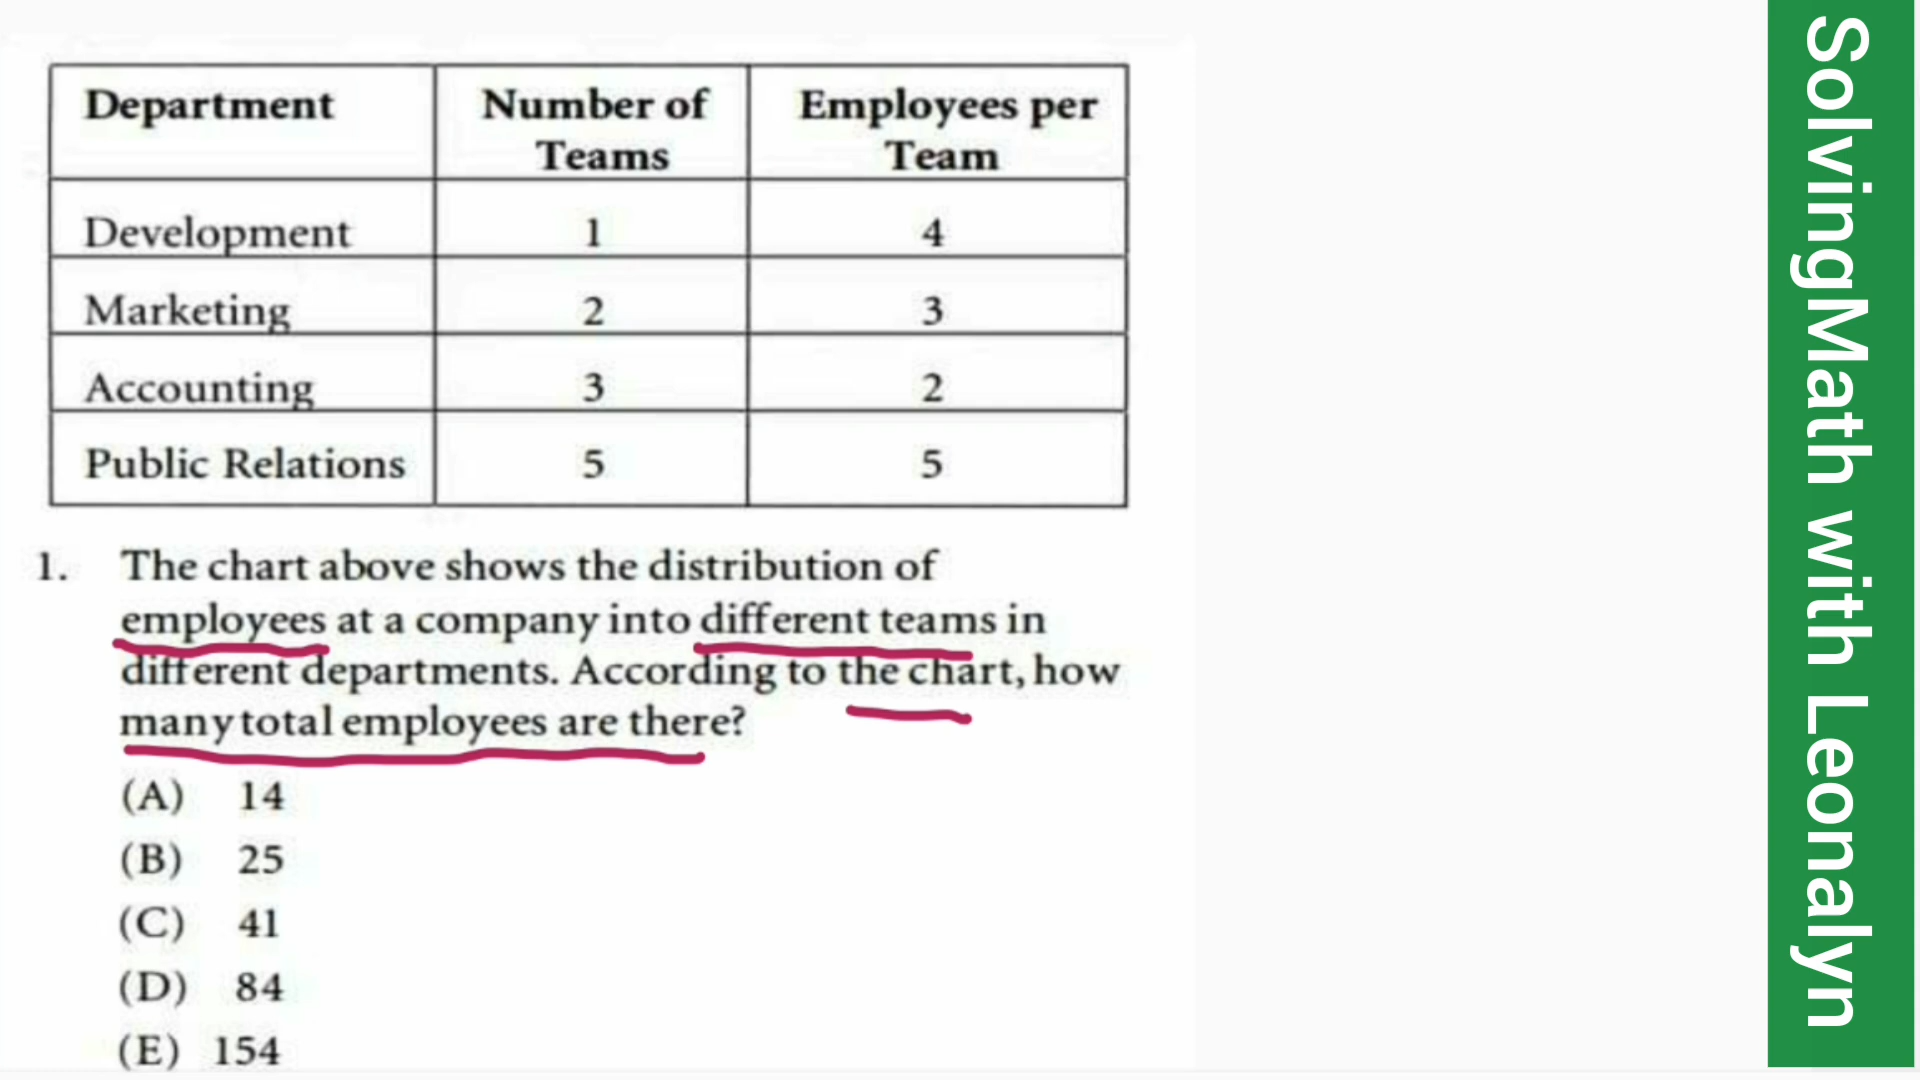 Department Number of Teams Employees per Team
Development 1 4
Marketing 2 3
Accounting 3 2
Public Relations 5 5
1. The chart above shows the distribution of
employees at a company into different teams in
different departments. According to the chart, how
many total employees are there?
(A) 14
(B) 25
(C) 41
(D) 84
(E) 154
SolvingMath with Leonalyn